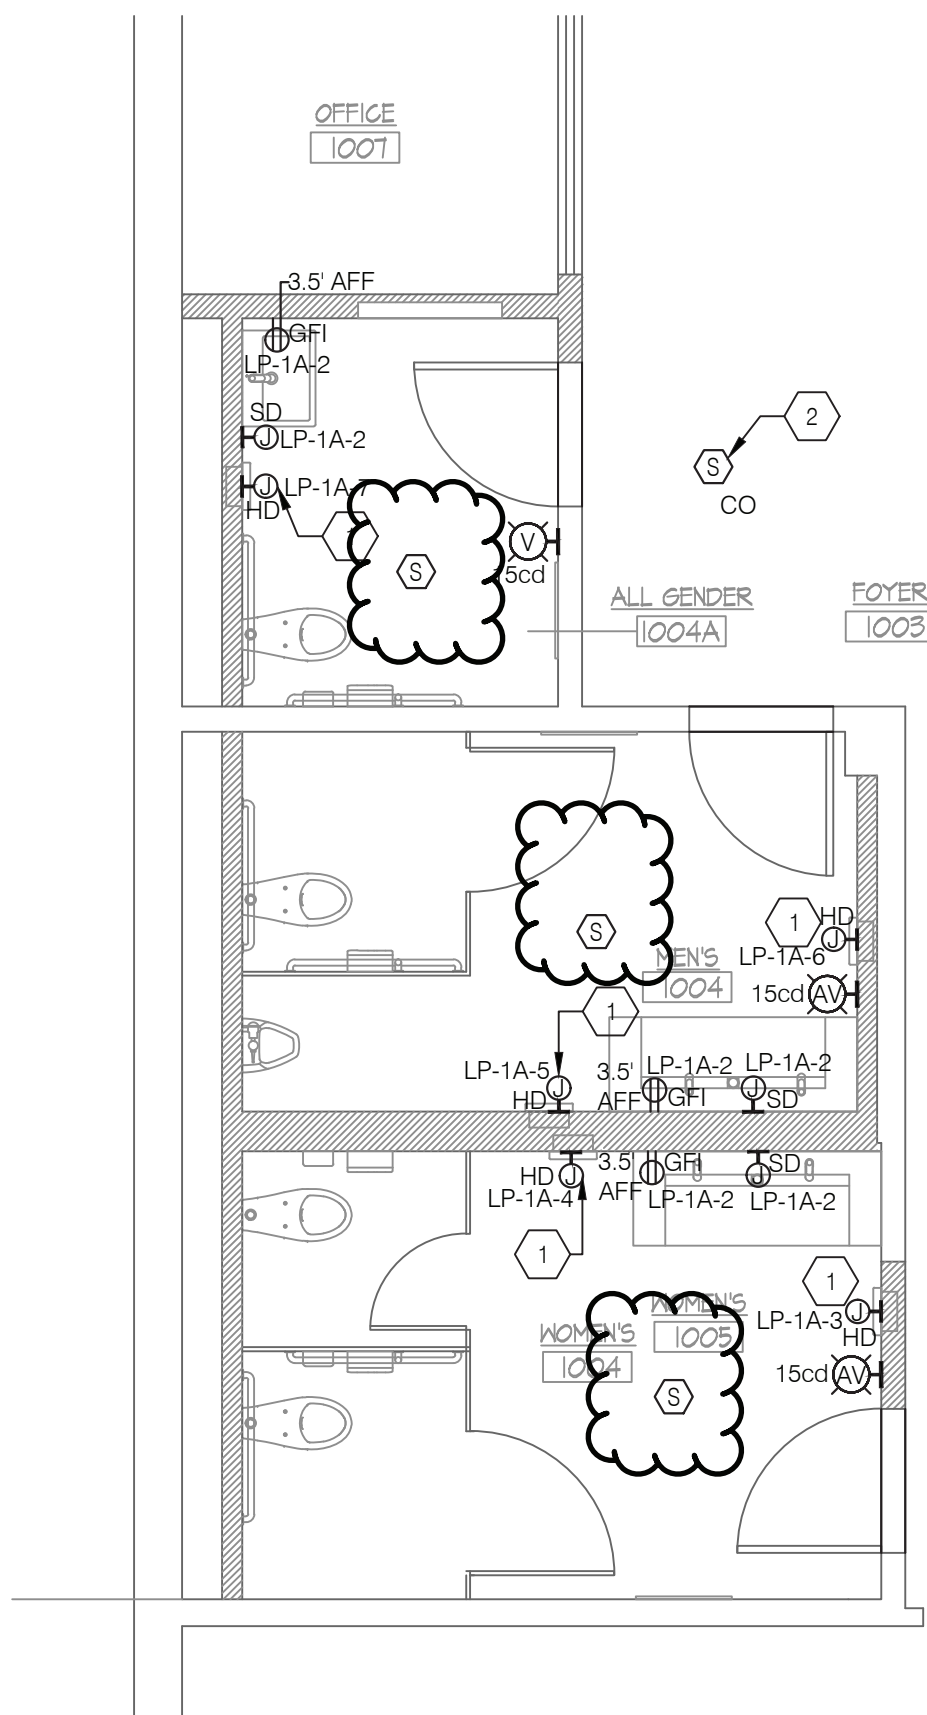 OFFICE
1007
3.5' AFF
GFI
LP-1A-2
SD
J
LP-1A-2
J
LP-1A-7
HD
S
V
15cd
2
S
CO
ALL GENDER
1004A
FOYER
1003
S
1
HD
J
LP-1A-6
MEN'S
1004
15cd
AV
1
LP-1A-5
J
HD
3.5'
AFF
GFI
LP-1A-2
LP-1A-2
J
SD
HD
J
LP-1A-4
3.5'
AFF
GFI
LP-1A-2
SD
J
LP-1A-2
1
1
LP-1A-3
J
HD
WOMEN'S
1005
WOMEN'S
1004
S
15cd
AV